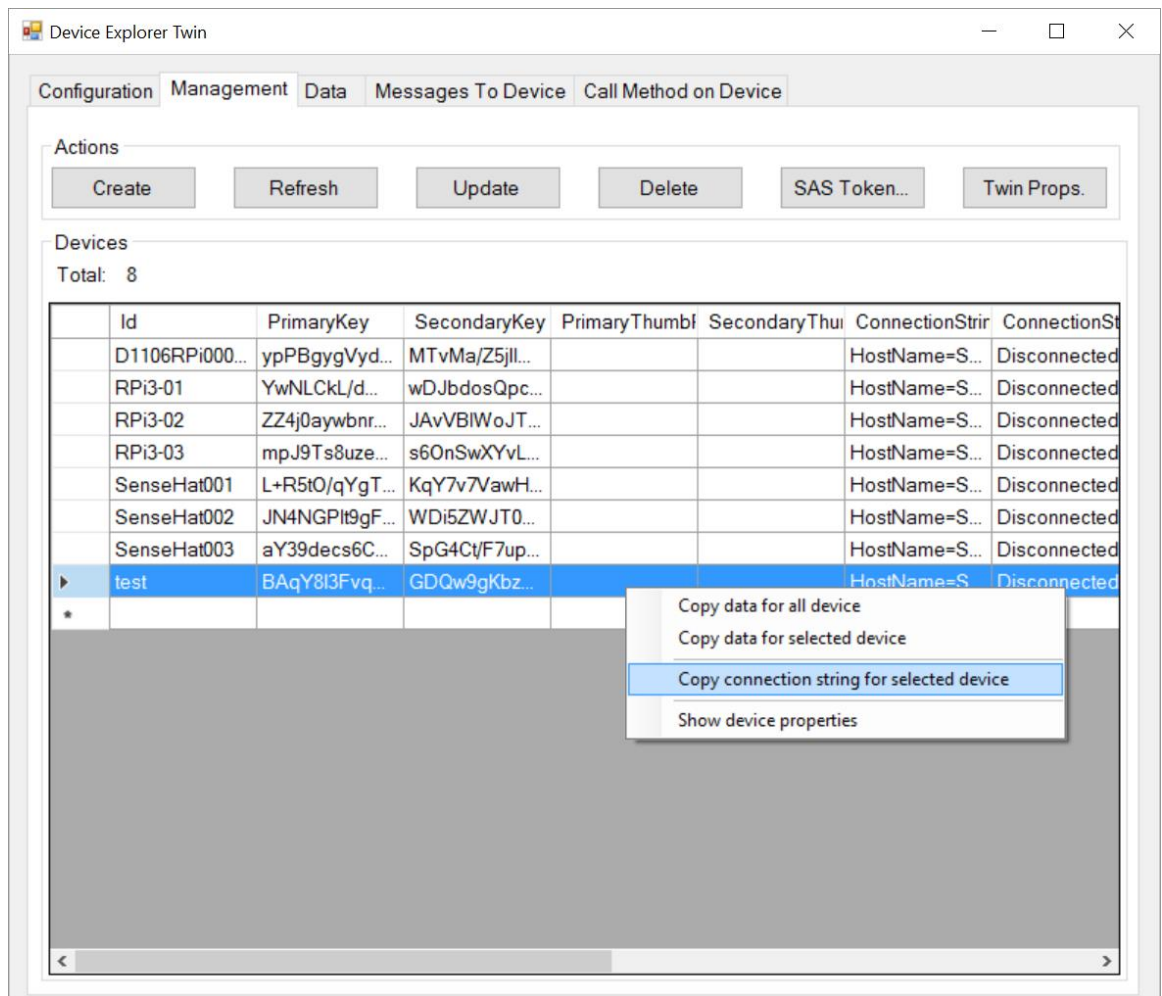 Device Explorer Twin
Configuration Management Data Messages To Device Call Method on Device
Actions
Create Refresh Update Delete SAS Token... Twin Props.
Devices
Total: 8
Id PrimaryKey SecondaryKey PrimaryThumbF SecondaryThur ConnectionStrin ConnectionSt
D1106RPi000... ypPBgygVyd... MTvMa/Z5jlI... HostName=S... Disconnected
RPi3-01 YwNLCkL/d... wDJbdosQpc... HostName=S... Disconnected
RPi3-02 ZZ4j0aywbnr... JAvVBlWoJT... HostName=S... Disconnected
RPi3-03 mpJ9Ts8uze... s6OnSwXYvL... HostName=S... Disconnected
SenseHat001 L+R5tO/qYgT... KqY7v7VawH... HostName=S... Disconnected
SenseHat002 JN4NGPlt9gF... WDi5ZWJT0... HostName=S... Disconnected
SenseHat003 aY39decs6C... SpG4Ct/F7up... HostName=S... Disconnected
test BAqY8I3Fvq... GDQw9gKbz... HostName=S... Disconnected
*
Copy data for all device
Copy data for selected device
Copy connection string for selected device
Show device properties